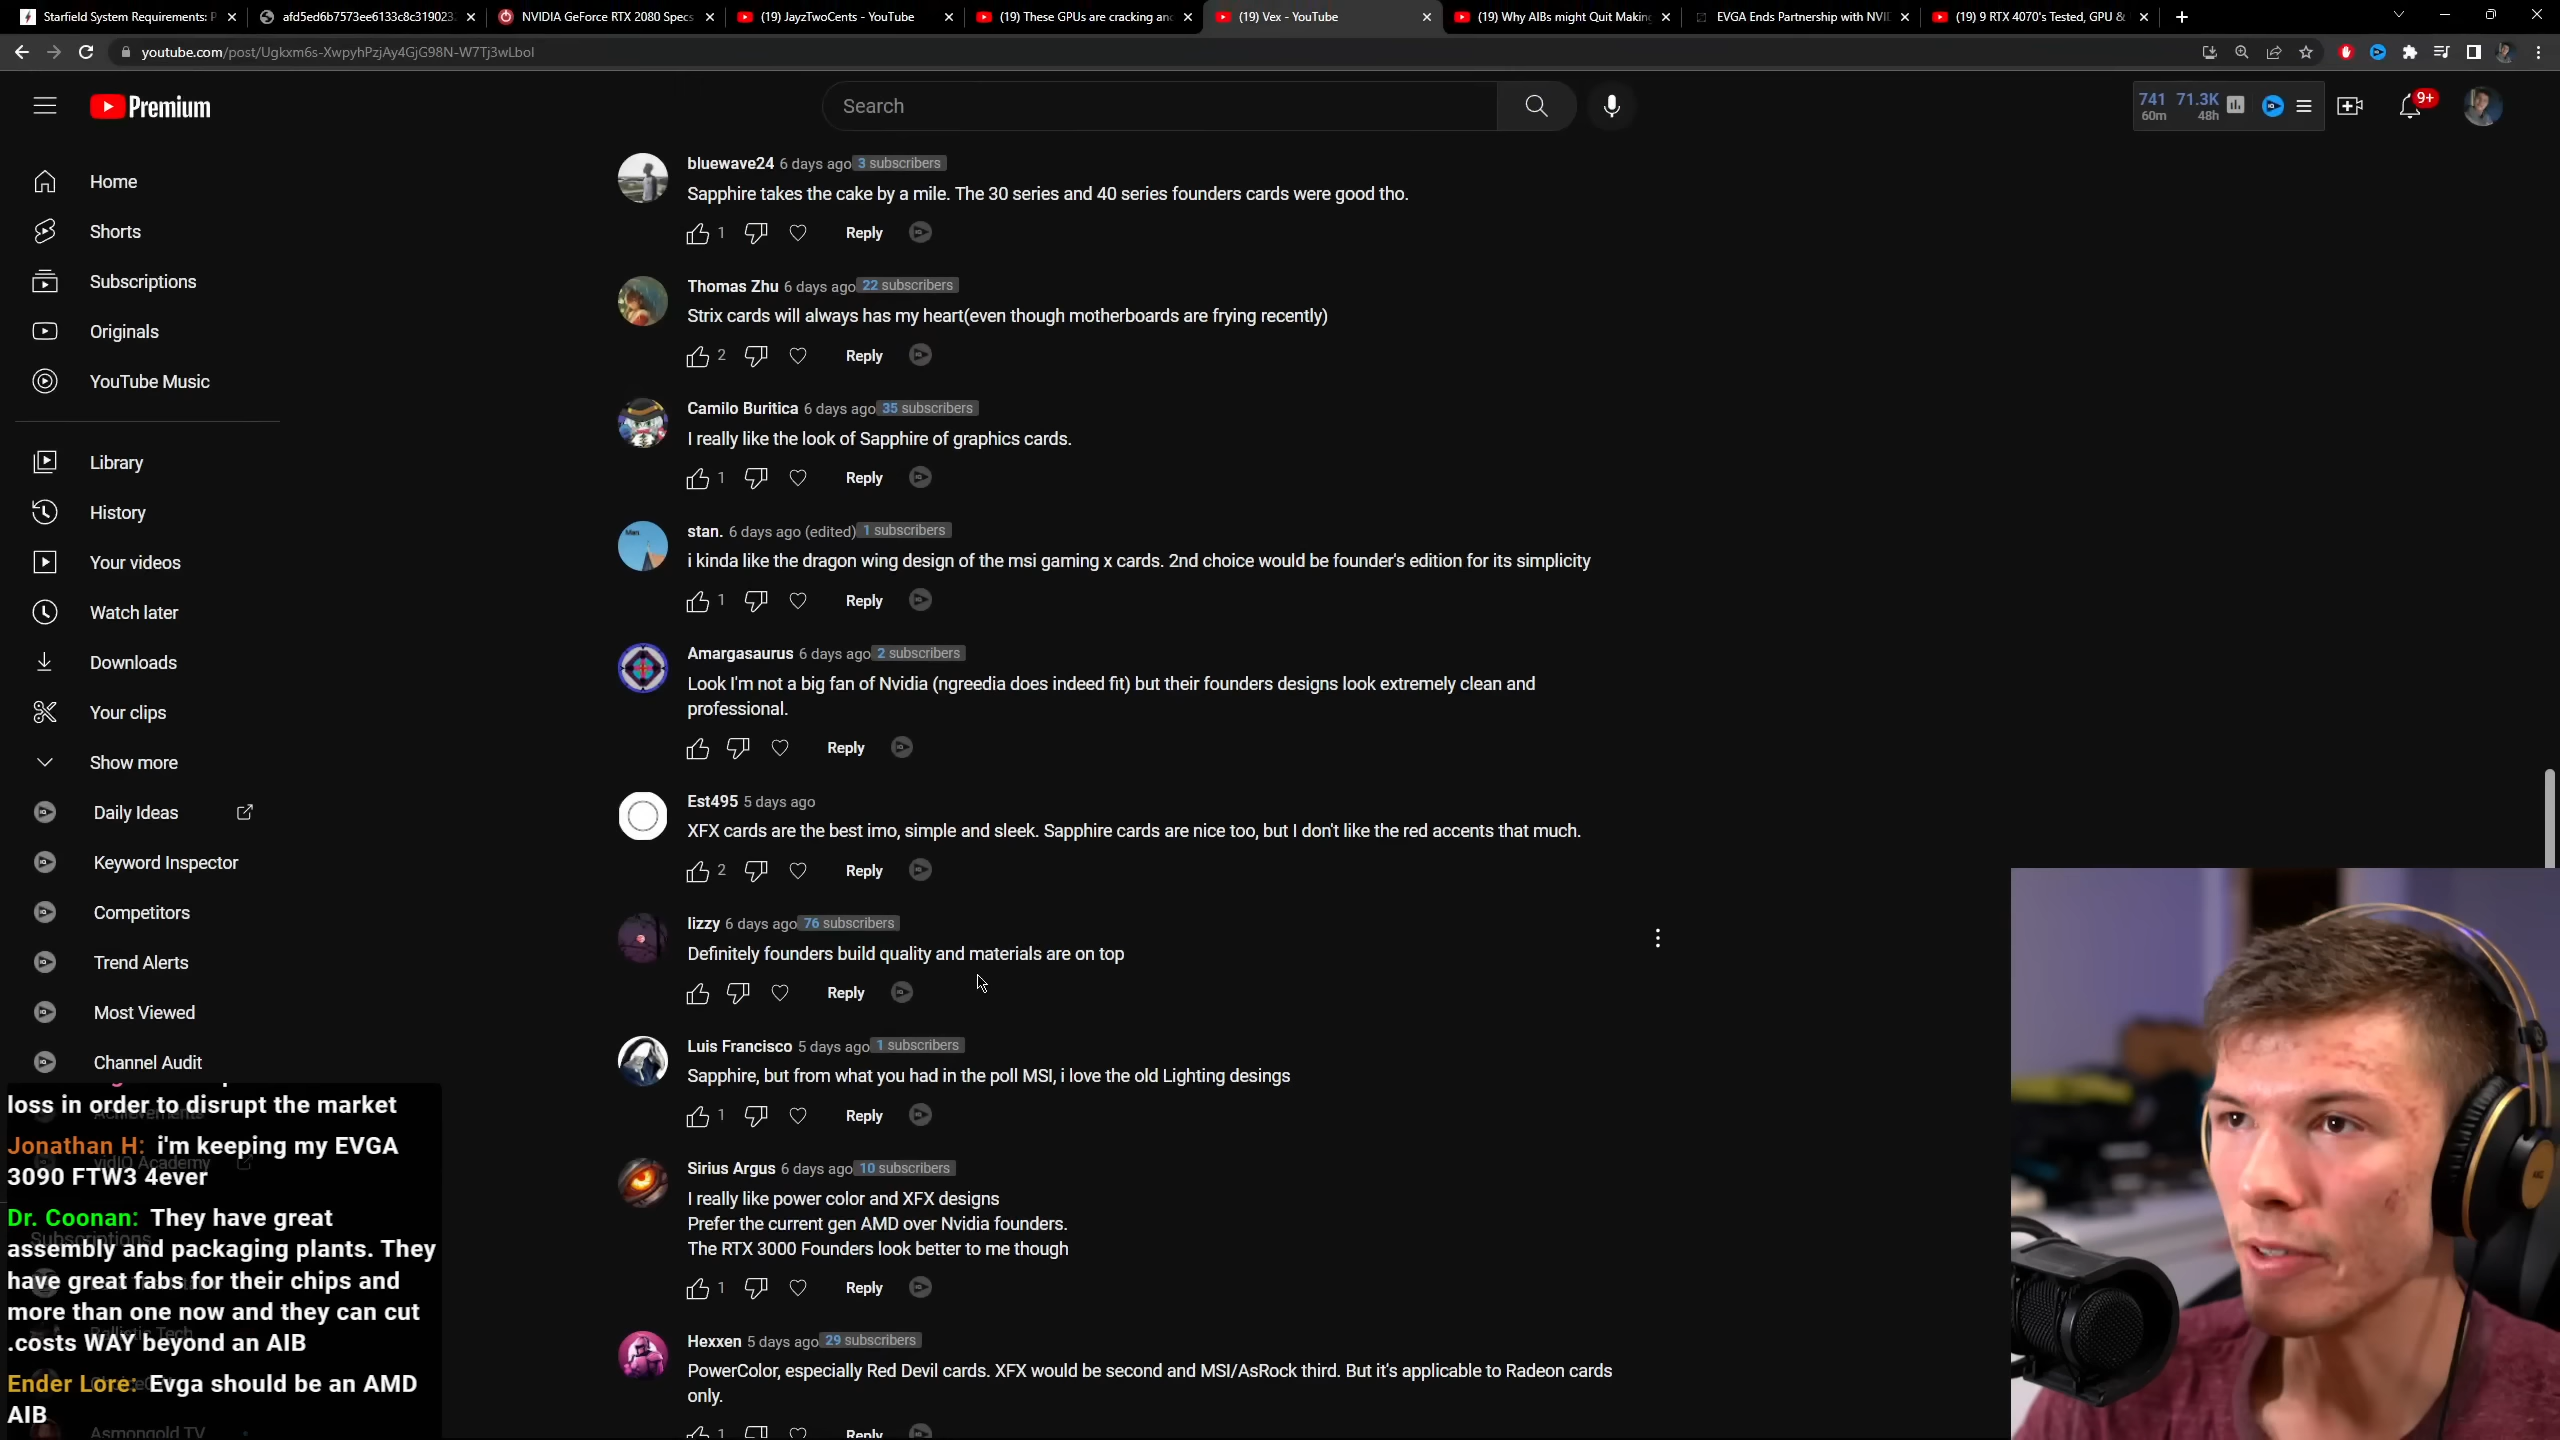 Starfield System Requirements: P
afd5ed6b7573ee6133c8c319023
NVIDIA GeForce RTX 2080 Specs
(19) JayzTwoCents - YouTube
(19) These GPUs are cracking an
(19) Vex - YouTube
(19) Why AIBs might Quit Makin
EVGA Ends Partnership with NVI
(19) 9 RTX 4070's Tested, GPU &
youtube.com/post/Ugkxm6s-XwpyhPzjAy4GjG98N-W7Tj3wLbol
Premium
Search
741 71.3K
60m 48h
9+
Home
Shorts
Subscriptions
Originals
YouTube Music
Library
History
Your videos
Watch later
Downloads
Your clips
Show more
Daily Ideas
Keyword Inspector
Competitors
Trend Alerts
Most Viewed
Channel Audit
Achievements
vidIQ Academy
Subscriptions
Asmongold TV
bluewave24 6 days ago 3 subscribers
Sapphire takes the cake by a mile. The 30 series and 40 series founders cards were good tho.
1 Reply
Thomas Zhu 6 days ago 22 subscribers
Strix cards will always has my heart(even though motherboards are frying recently)
2 Reply
Camilo Buritica 6 days ago 35 subscribers
I really like the look of Sapphire of graphics cards.
1 Reply
stan. 6 days ago (edited) 1 subscribers
i kinda like the dragon wing design of the msi gaming x cards. 2nd choice would be founder's edition for its simplicity
1 Reply
Amargasaurus 6 days ago 2 subscribers
Look I'm not a big fan of Nvidia (ngreedia does indeed fit) but their founders designs look extremely clean and
professional.
Reply
Est495 5 days ago
XFX cards are the best imo, simple and sleek. Sapphire cards are nice too, but I don't like the red accents that much.
2 Reply
lizzy 6 days ago 76 subscribers
Definitely founders build quality and materials are on top
Reply
Luis Francisco 5 days ago 1 subscribers
Sapphire, but from what you had in the poll MSI, i love the old Lighting desings
1 Reply
Sirius Argus 6 days ago 10 subscribers
I really like power color and XFX designs
Prefer the current gen AMD over Nvidia founders.
The RTX 3000 Founders look better to me though
1 Reply
Hexxen 5 days ago 29 subscribers
PowerColor, especially Red Devil cards. XFX would be second and MSI/AsRock third. But it's applicable to Radeon cards
only.
1 Reply
loss in order to disrupt the market
Jonathan H: i'm keeping my EVGA
3090 FTW3 4ever
Dr. Coonan: They have great
assembly and packaging plants. They
have great fabs for their chips and
more than one now and they can cut
.costs WAY beyond an AIB
Ender Lore: Evga should be an AMD
AIB